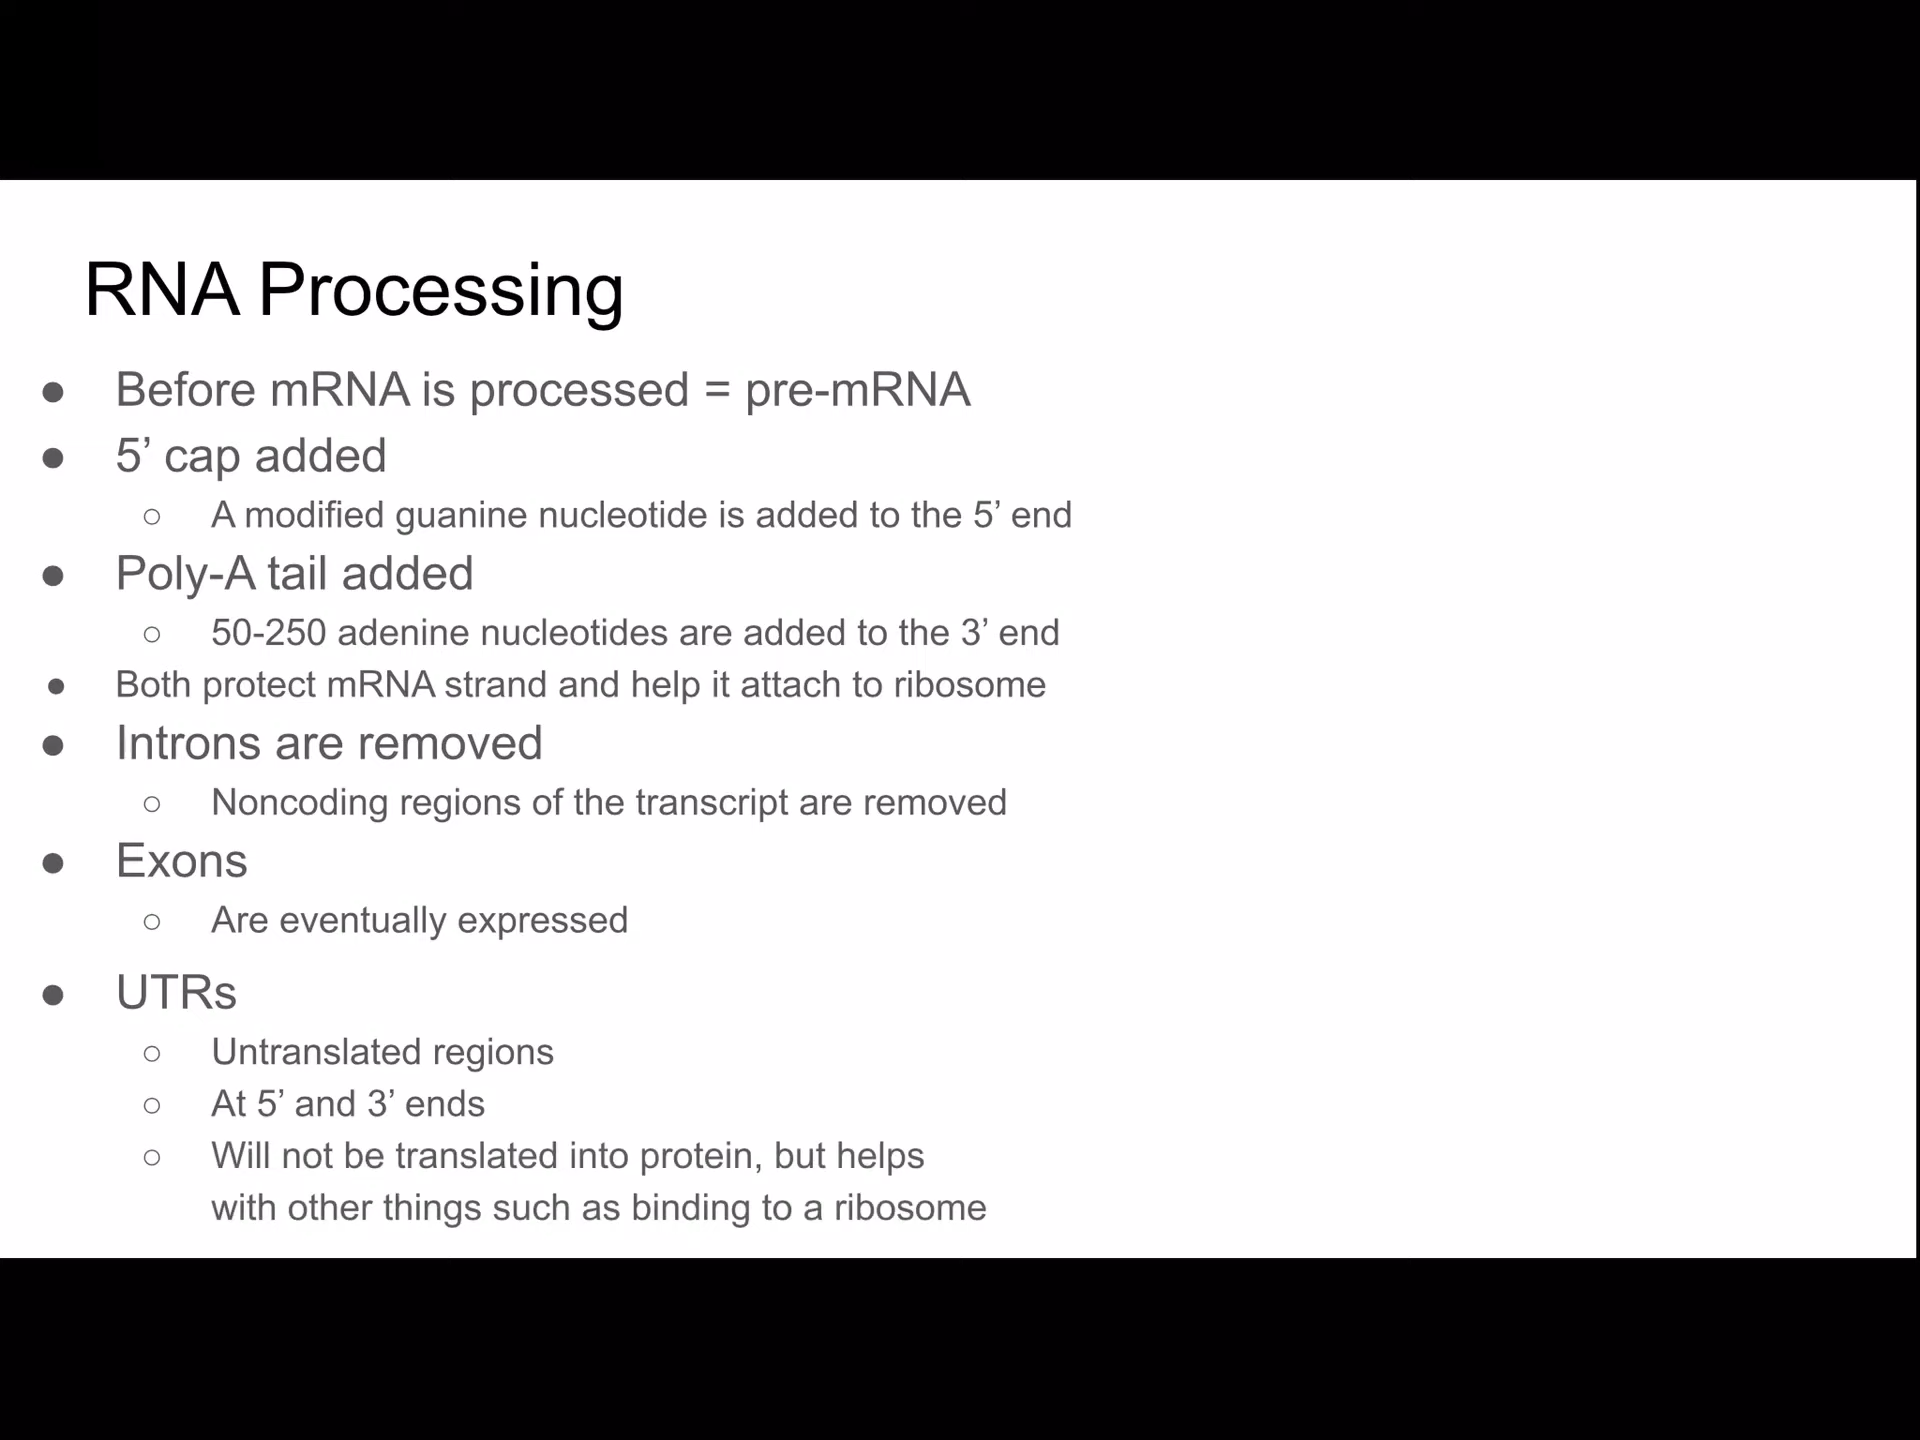 RNA Processing
● Before mRNA is processed = pre-mRNA
● 5’ cap added
○ A modified guanine nucleotide is added to the 5’ end
● Poly-A tail added
○ 50-250 adenine nucleotides are added to the 3’ end
● Both protect mRNA strand and help it attach to ribosome
● Introns are removed
○ Noncoding regions of the transcript are removed
● Exons
○ Are eventually expressed
● UTRs
○ Untranslated regions
○ At 5’ and 3’ ends
○ Will not be translated into protein, but helps
with other things such as binding to a ribosome